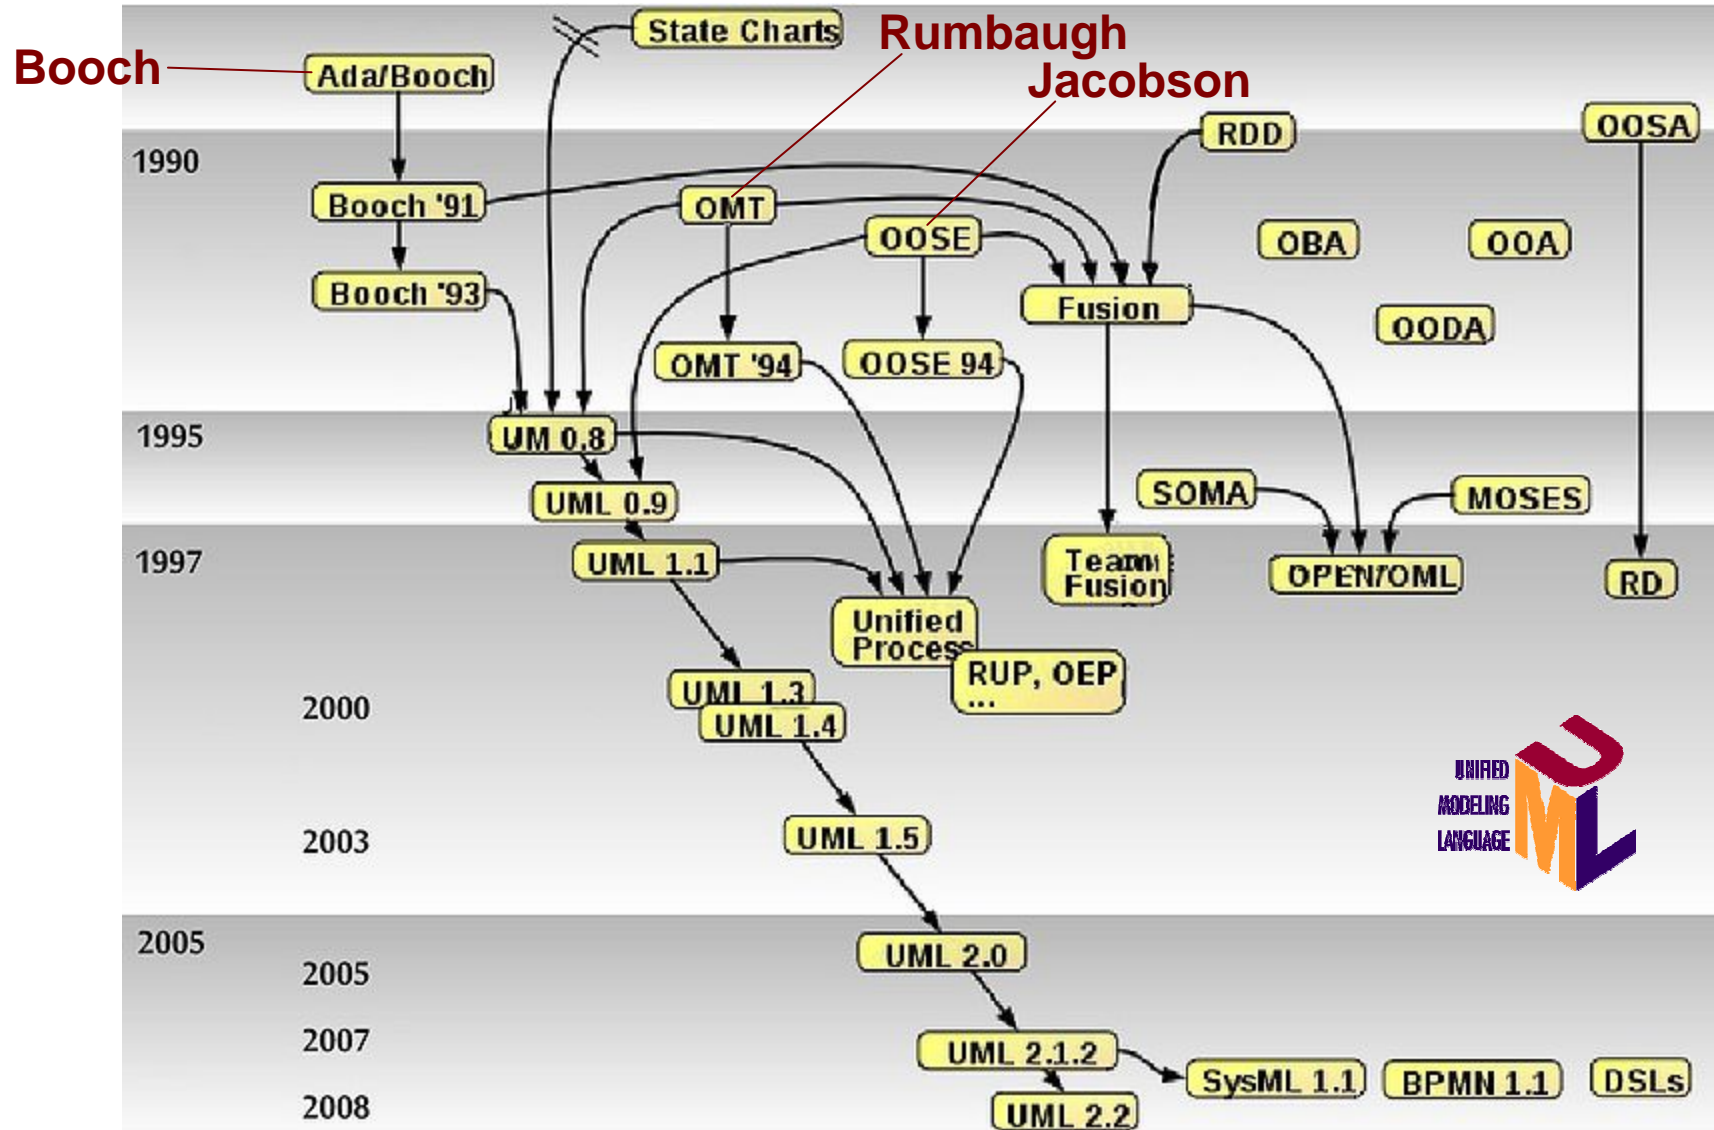 State Charts
Rumbaugh
Booch
Ada/Booch
Jacobson
RDD
OOSA
1990
Booch '91
OMT
OOSE
OBA
OOA
Booch '93
Fusion
OODA
OMT '94
OOSE 94
1995
UM 0.8
SOMA
MOSES
UML 0.9
1997
UML 1.1
Team
Fusion
OPEN/OML
RD
Unified
Process
RUP, OEP
...
UML 1.3
2000
UML 1.4
UNIFIED
MODELING
LANGUAGE
UML
2003
UML 1.5
2005
UML 2.0
2005
2007
UML 2.1.2
SysML 1.1
BPMN 1.1
DSLs
2008
UML 2.2